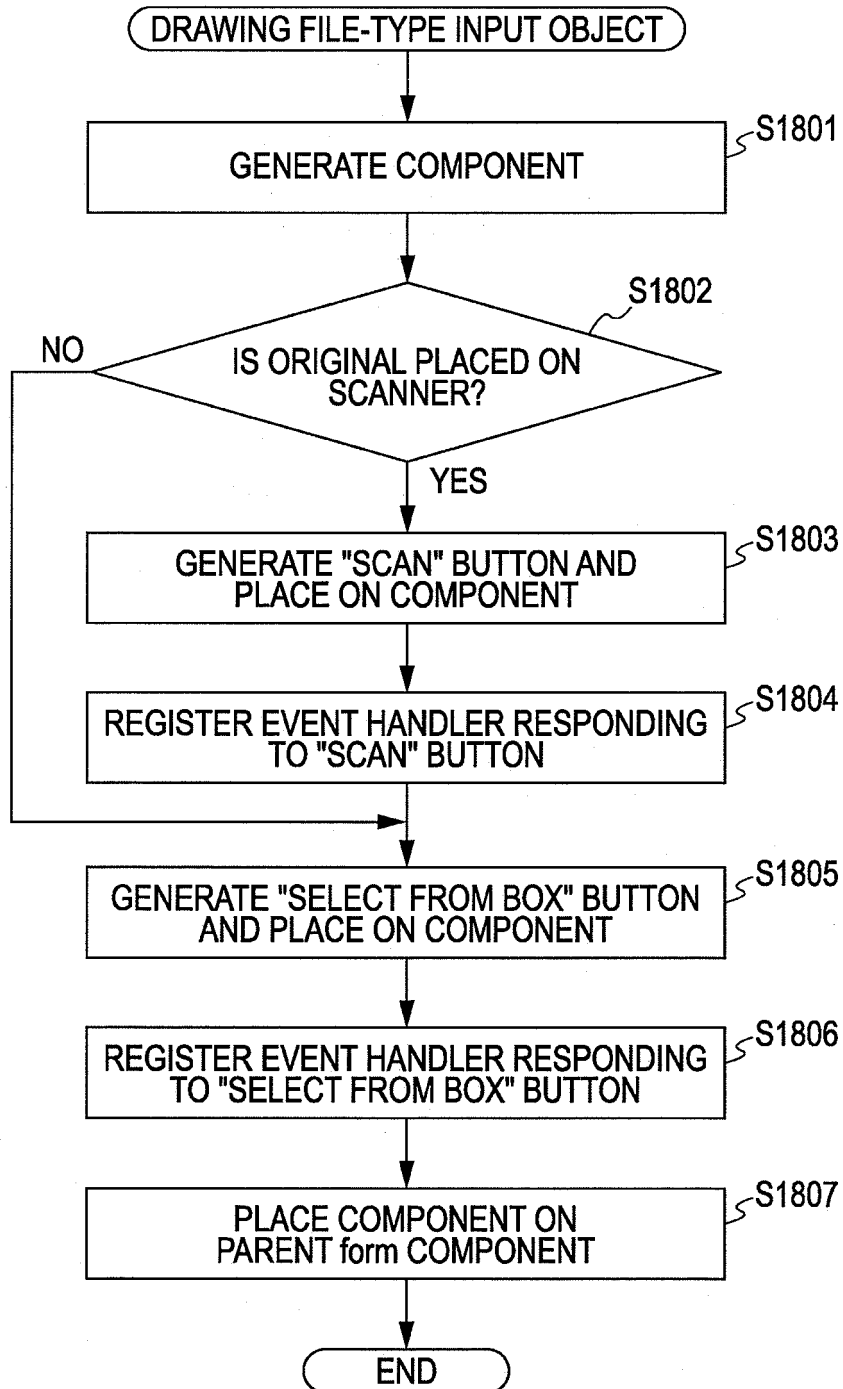 DRAWING FILE-TYPE INPUT OBJECT
S1801
GENERATE COMPONENT
S1802
NO
IS ORIGINAL PLACED ON
SCANNER?
YES
S1803
GENERATE "SCAN" BUTTON AND
PLACE ON COMPONENT
S1804
REGISTER EVENT HANDLER RESPONDING
TO "SCAN" BUTTON
S1805
GENERATE "SELECT FROM BOX" BUTTON
AND PLACE ON COMPONENT
S1806
REGISTER EVENT HANDLER RESPONDING
TO "SELECT FROM BOX" BUTTON
S1807
PLACE COMPONENT ON
PARENT form COMPONENT
END